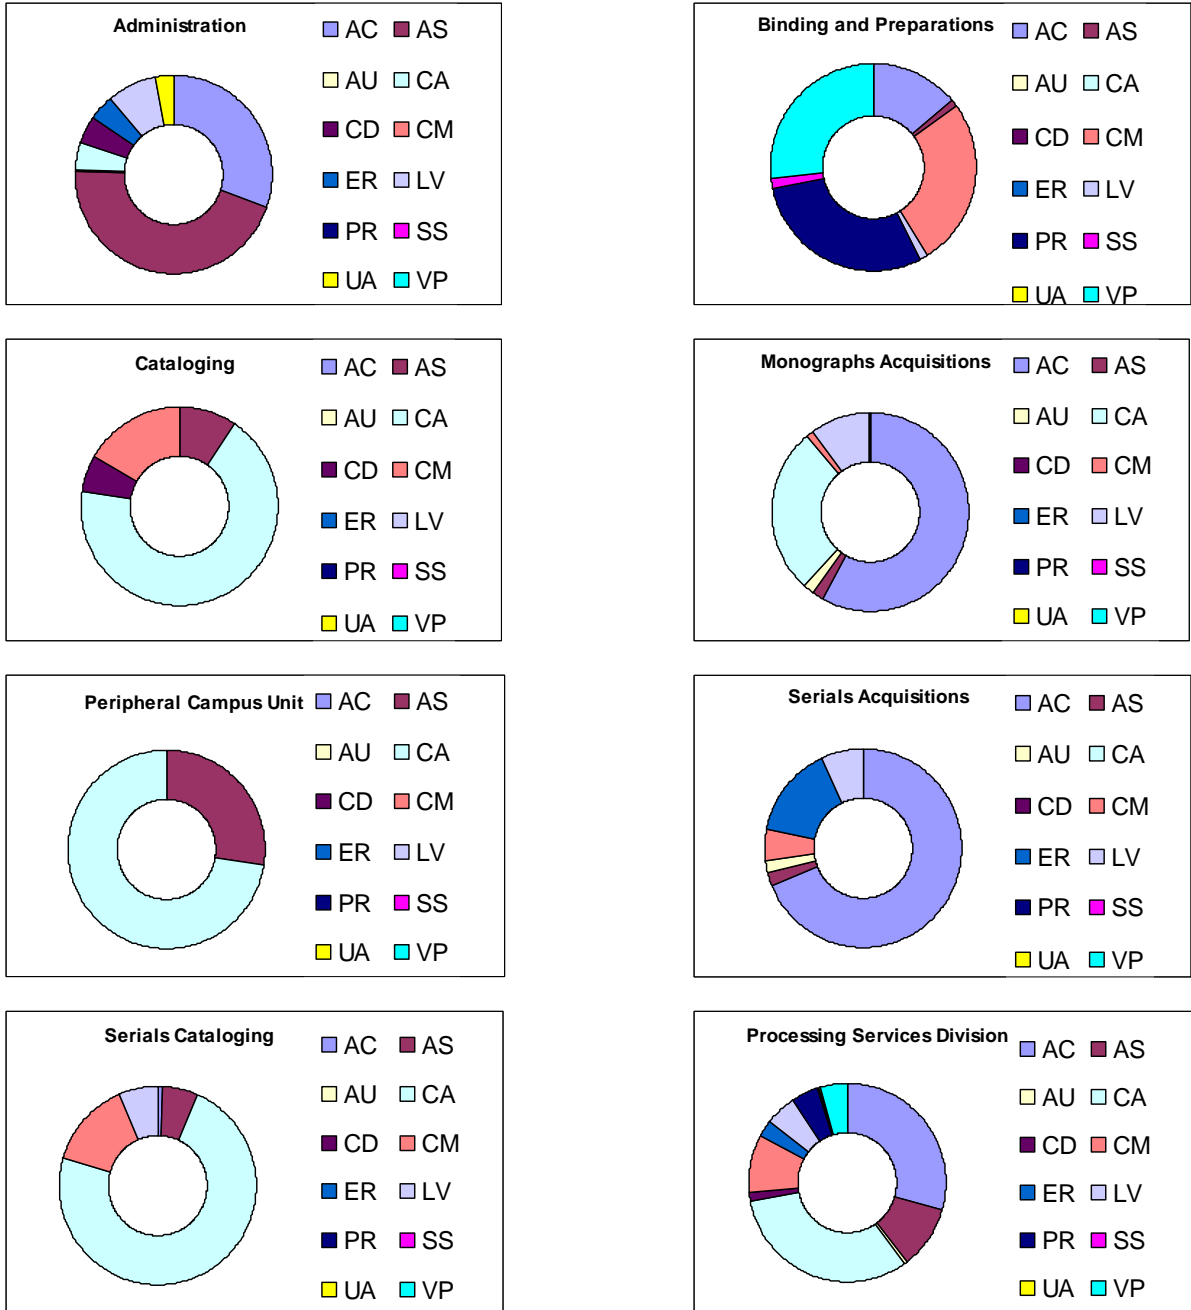 Administration
AC AS
AU CA
CD CM
ER LV
PR SS
UA VP
Binding and Preparations
AC AS
AU CA
CD CM
ER LV
PR SS
UA VP
Cataloging
AC AS
AU CA
CD CM
ER LV
PR SS
UA VP
Monographs Acquisitions
AC AS
AU CA
CD CM
ER LV
PR SS
UA VP
Peripheral Campus Unit
AC AS
AU CA
CD CM
ER LV
PR SS
UA VP
Serials Acquisitions
AC AS
AU CA
CD CM
ER LV
PR SS
UA VP
Serials Cataloging
AC AS
AU CA
CD CM
ER LV
PR SS
UA VP
Processing Services Division
AC AS
AU CA
CD CM
ER LV
PR SS
UA VP